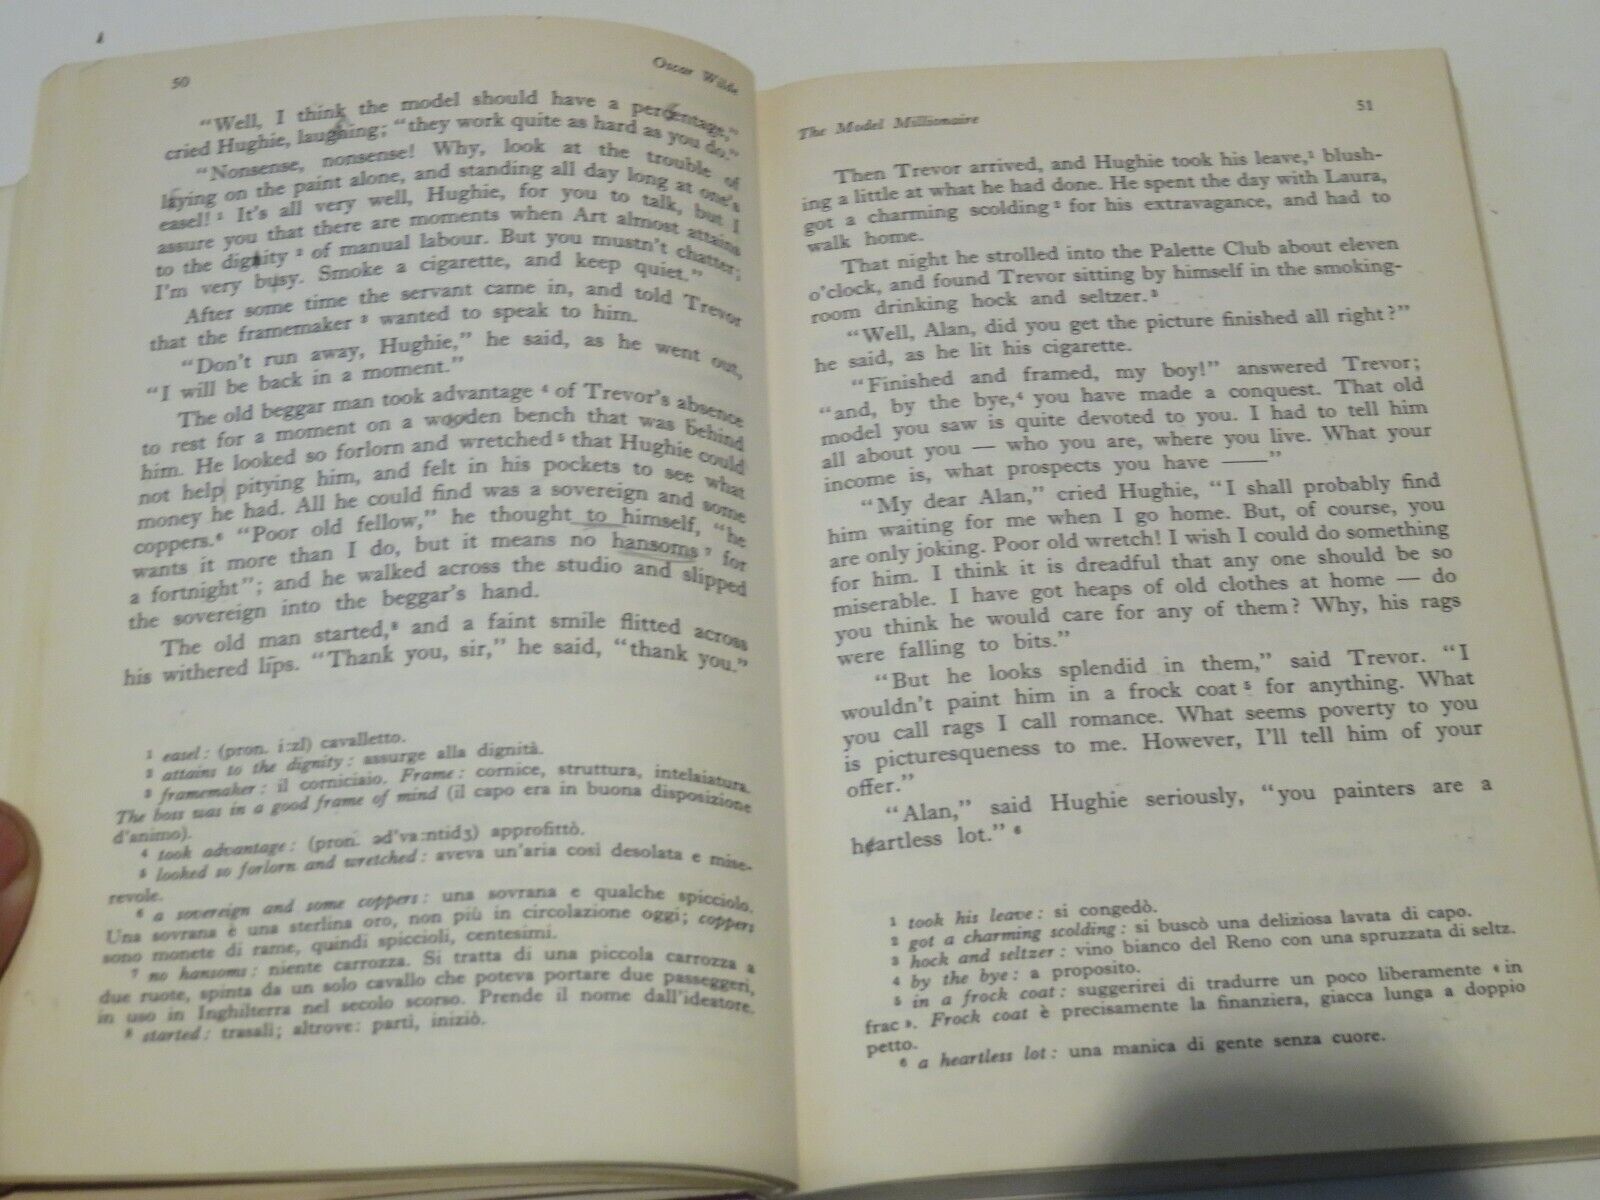 50
Oscar Wilde
“Well, I think the model should have a percentage,”
cried Hughie, laughing; “they work quite as hard as you do.”
“Nonsense, nonsense! Why, look at the trouble of
laying on the paint alone, and standing all day long at one's
easel! ¹ It's all very well, Hughie, for you to talk, but I
assure you that there are moments when Art almost attains
to the dignity ² of manual labour. But you mustn't chatter;
I'm very busy. Smoke a cigarette, and keep quiet.”
After some time the servant came in, and told Trevor
that the framemaker ³ wanted to speak to him.
“Don't run away, Hughie,” he said, as he went out,
“I will be back in a moment.”
The old beggar man took advantage ⁴ of Trevor's absence
to rest for a moment on a wooden bench that was behind
him. He looked so forlorn and wretched ⁵ that Hughie could
not help pitying him, and felt in his pockets to see what
money he had. All he could find was a sovereign and some
coppers.⁶ “Poor old fellow,” he thought to himself, “he
wants it more than I do, but it means no hansoms ⁷ for
a fortnight”; and he walked across the studio and slipped
the sovereign into the beggar's hand.
The old man started,⁸ and a faint smile flitted across
his withered lips. “Thank you, sir,” he said, “thank you.”
¹ easel: (pron. i:zl) cavalletto.
² attains to the dignity: assurge alla dignità.
³ framemaker: il corniciaio. Frame: cornice, struttura, intelaiatura.
The boss was in a good frame of mind (il capo era in buona disposizione
d'animo).
⁴ took advantage: (pron. əd'va:ntidʒ) approfittò.
⁵ looked so forlorn and wretched: aveva un'aria così desolata e mise-
revole.
⁶ a sovereign and some coppers: una sovrana e qualche spicciolo.
Una sovrana è una sterlina oro, non più in circolazione oggi; coppers
sono monete di rame, quindi spiccioli, centesimi.
⁷ no hansoms: niente carrozza. Si tratta di una piccola carrozza a
due ruote, spinta da un solo cavallo che poteva portare due passeggeri,
in uso in Inghilterra nel secolo scorso. Prende il nome dall'ideatore.
⁸ started: trasalì; altrove: partì, iniziò.
The Model Millionaire
51
Then Trevor arrived, and Hughie took his leave,¹ blush-
ing a little at what he had done. He spent the day with Laura,
got a charming scolding ² for his extravagance, and had to
walk home.
That night he strolled into the Palette Club about eleven
o'clock, and found Trevor sitting by himself in the smoking-
room drinking hock and seltzer.³
“Well, Alan, did you get the picture finished all right?”
he said, as he lit his cigarette.
“Finished and framed, my boy!” answered Trevor;
“and, by the bye,⁴ you have made a conquest. That old
model you saw is quite devoted to you. I had to tell him
all about you — who you are, where you live. What your
income is, what prospects you have ——”
“My dear Alan,” cried Hughie, “I shall probably find
him waiting for me when I go home. But, of course, you
are only joking. Poor old wretch! I wish I could do something
for him. I think it is dreadful that any one should be so
miserable. I have got heaps of old clothes at home — do
you think he would care for any of them? Why, his rags
were falling to bits.”
“But he looks splendid in them,” said Trevor. “I
wouldn't paint him in a frock coat ⁵ for anything. What
you call rags I call romance. What seems poverty to you
is picturesqueness to me. However, I'll tell him of your
offer.”
“Alan,” said Hughie seriously, “you painters are a
heartless lot.” ⁶
¹ took his leave: si congedò.
² got a charming scolding: si buscò una deliziosa lavata di capo.
³ hock and seltzer: vino bianco del Reno con una spruzzata di seltz.
⁴ by the bye: a proposito.
⁵ in a frock coat: suggerirei di tradurre un poco liberamente « in
frac ». Frock coat è precisamente la finanziera, giacca lunga a doppio
petto.
⁶ a heartless lot: una manica di gente senza cuore.